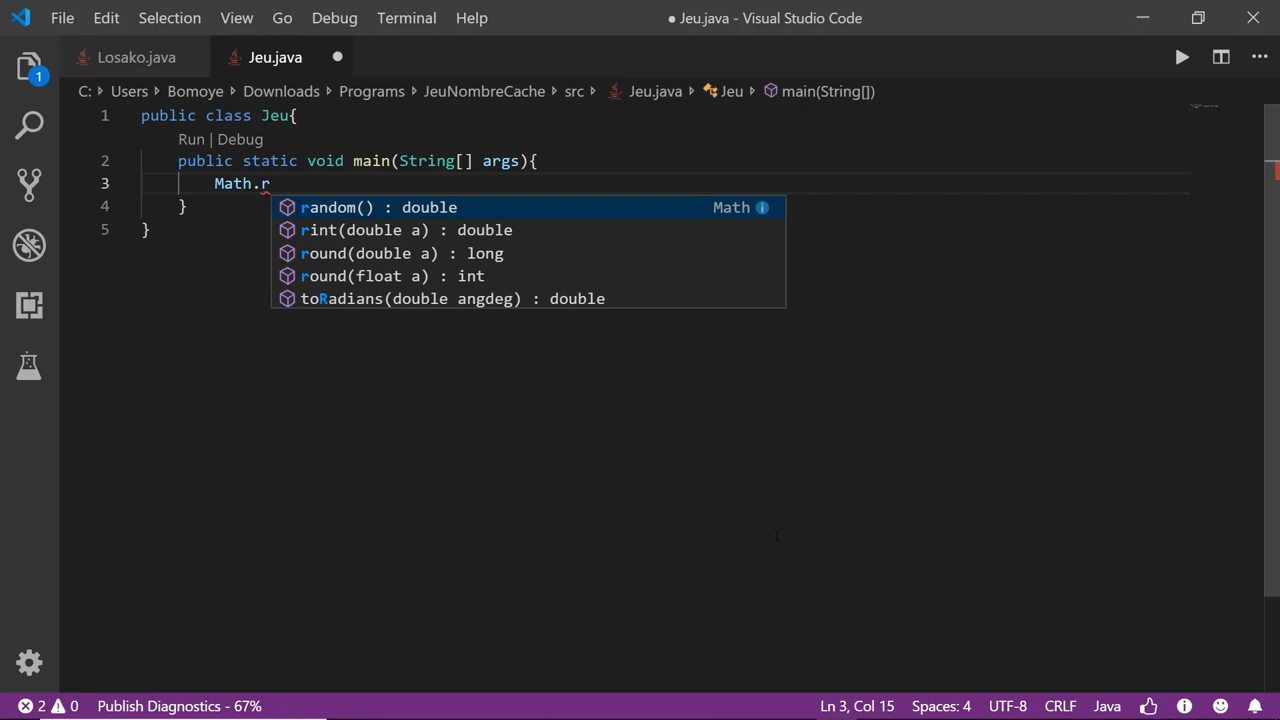 File Edit Selection View Go Debug Terminal Help ● Jeu.java - Visual Studio Code
Losako.java Jeu.java
1
C: > Users > Bomoye > Downloads > Programs > JeuNombreCache > src > Jeu.java > Jeu > main(String[])
1 public class Jeu{
Run | Debug
2 public static void main(String[] args){
3 Math.r
4 }
random() : double Math
rint(double a) : double
5 }
round(double a) : long
round(float a) : int
toRadians(double angdeg) : double
2 0 Publish Diagnostics - 67% Ln 3, Col 15 Spaces: 4 UTF-8 CRLF Java